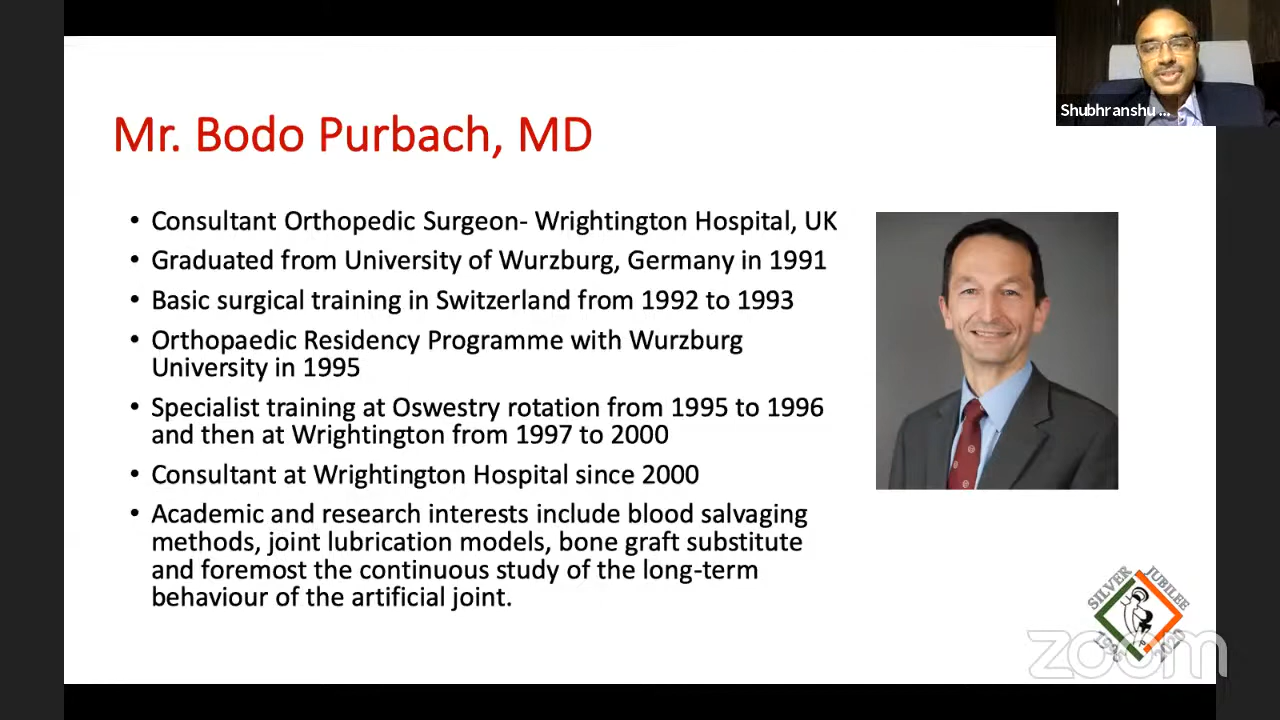 Shubhranshu ...
Mr. Bodo Purbach, MD
• Consultant Orthopedic Surgeon- Wrightington Hospital, UK
• Graduated from University of Wurzburg, Germany in 1991
• Basic surgical training in Switzerland from 1992 to 1993
• Orthopaedic Residency Programme with Wurzburg
University in 1995
• Specialist training at Oswestry rotation from 1995 to 1996
and then at Wrightington from 1997 to 2000
• Consultant at Wrightington Hospital since 2000
• Academic and research interests include blood salvaging
methods, joint lubrication models, bone graft substitute
and foremost the continuous study of the long-term
behaviour of the artificial joint.
SILVER JUBILEE
zoom